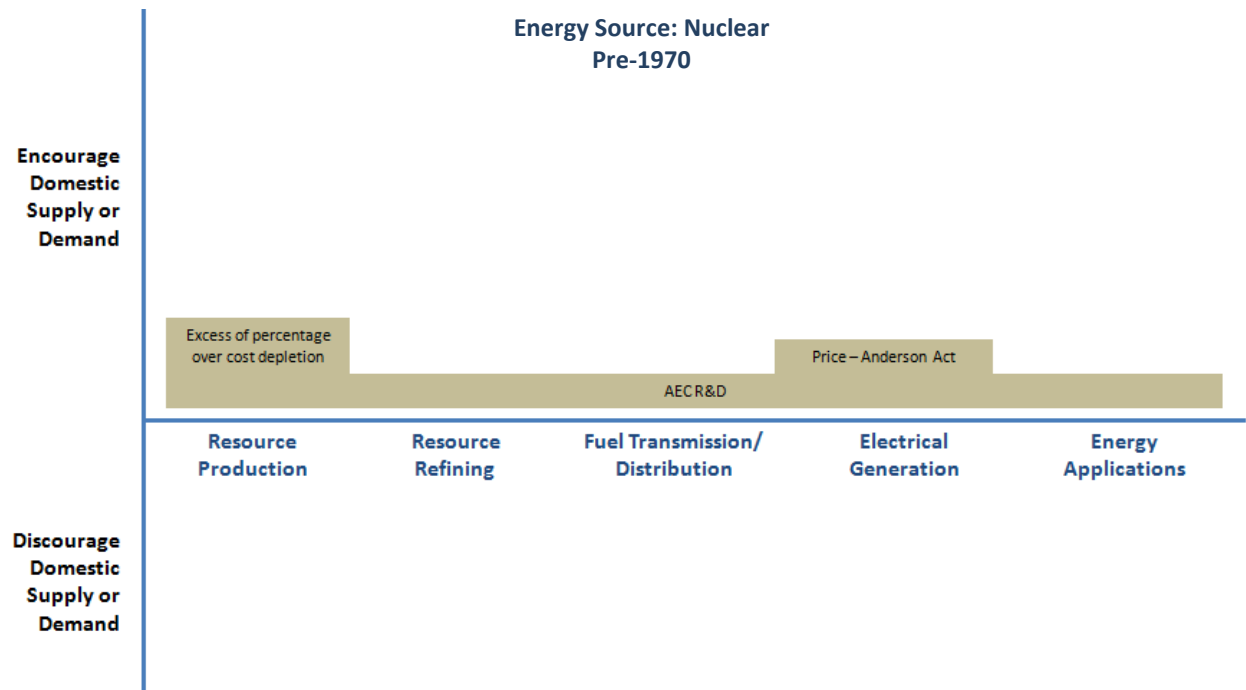 Energy Source: Nuclear
Pre-1970
Encourage
Domestic
Supply or
Demand
Excess of percentage
over cost depletion
Price – Anderson Act
AEC R&D
Resource
Production
Resource
Refining
Fuel Transmission/
Distribution
Electrical
Generation
Energy
Applications
Discourage
Domestic
Supply or
Demand